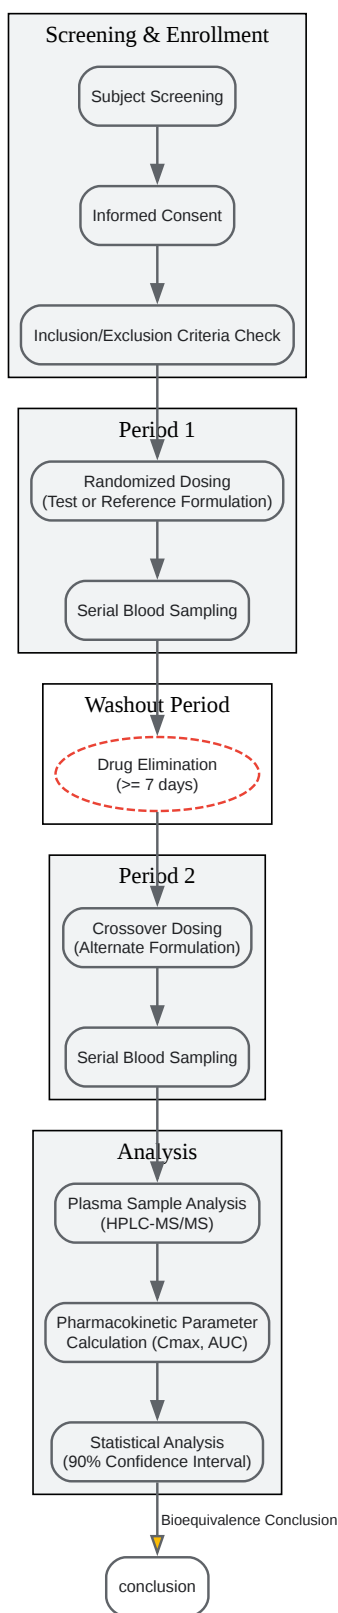 Screening & Enrollment
Subject Screening
Informed Consent
Inclusion/Exclusion Criteria Check
Period 1
Randomized Dosing
(Test or Reference Formulation)
Serial Blood Sampling
Washout Period
Drug Elimination
(>= 7 days)
Period 2
Crossover Dosing
(Alternate Formulation)
Serial Blood Sampling
Analysis
Plasma Sample Analysis
(HPLC-MS/MS)
Pharmacokinetic Parameter
Calculation (Cmax, AUC)
Statistical Analysis
(90% Confidence Interval)
Bioequivalence Conclusion
conclusion